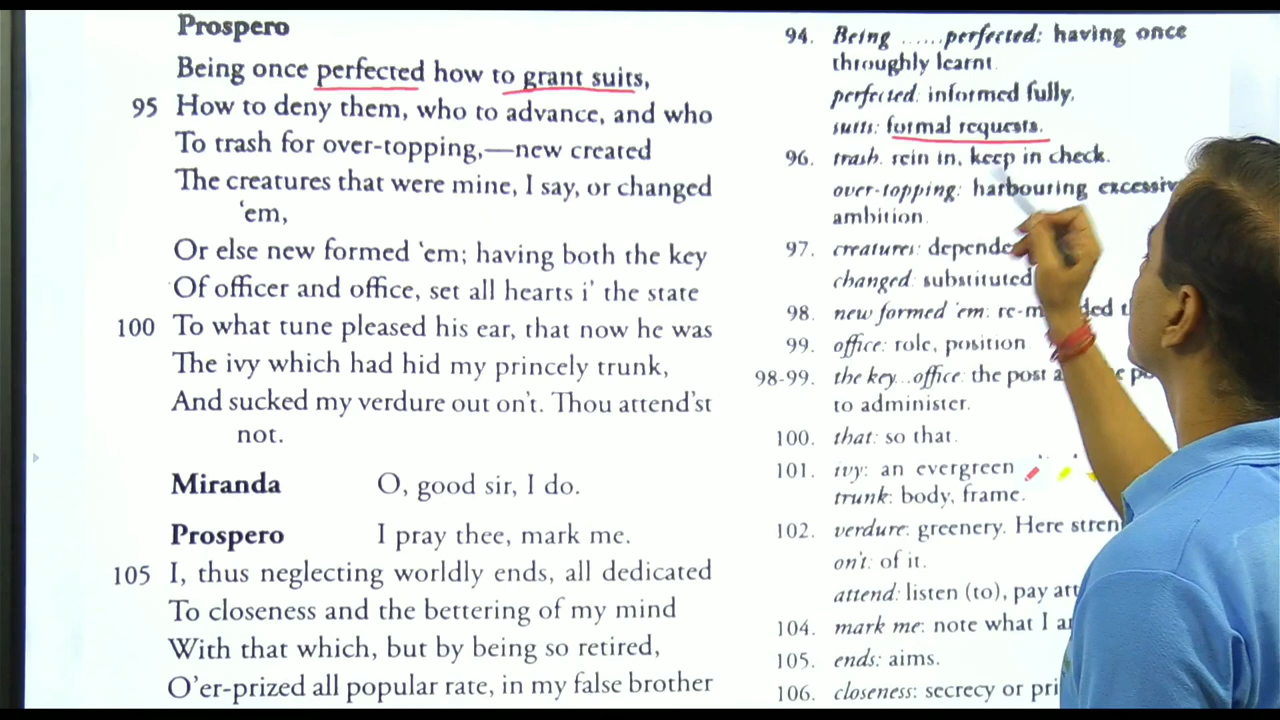 Prospero
Being once perfected how to grant suits,
95 How to deny them, who to advance, and who
To trash for over-topping,—new created
The creatures that were mine, I say, or changed
'em,
Or else new formed 'em; having both the key
Of officer and office, set all hearts i' the state
100 To what tune pleased his ear, that now he was
The ivy which had hid my princely trunk,
And sucked my verdure out on't. Thou attend'st
not.
Miranda O, good sir, I do.
Prospero I pray thee, mark me.
105 I, thus neglecting worldly ends, all dedicated
To closeness and the bettering of my mind
With that which, but by being so retired,
O'er-prized all popular rate, in my false brother
94. Being ......perfected: having once
throughly learnt.
perfected: informed fully.
suits: formal requests.
96. trash: rein in, keep in check.
over-topping: harbouring
ambition.
97. creatures:
changed: substituted
98. new formed 'em:
99. office: role, position.
98-99. the key...office: the post
to administer.
100. that: so that.
101. ivy: an evergreen
trunk: body, frame.
102. verdure: greenery. Here
on't: of it.
attend: listen (to), pay
104. mark me: note what I
105. ends: aims.
106. closeness: secrecy or